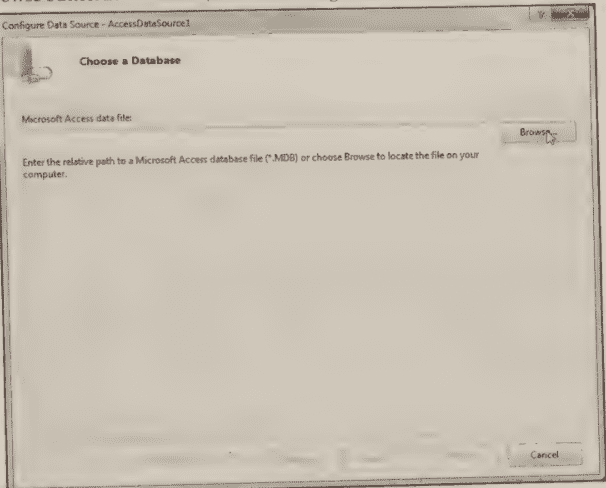 Configure Data Source - AccessDataSource1
Choose a Database
Microsoft Access data file:
Browse...
Enter the relative path to a Microsoft Access database file (*.MDB) or choose Browse to locate the file on your
computer.
Cancel